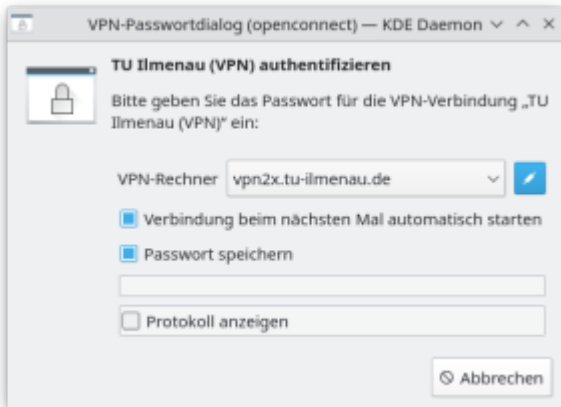 VPN-Passwortdialog (openconnect) — KDE Daemon
TU Ilmenau (VPN) authentifizieren
Bitte geben Sie das Passwort für die VPN-Verbindung „TU
Ilmenau (VPN)“ ein:
VPN-Rechner vpn2x.tu-ilmenau.de
Verbindung beim nächsten Mal automatisch starten
Passwort speichern
Protokoll anzeigen
Abbrechen